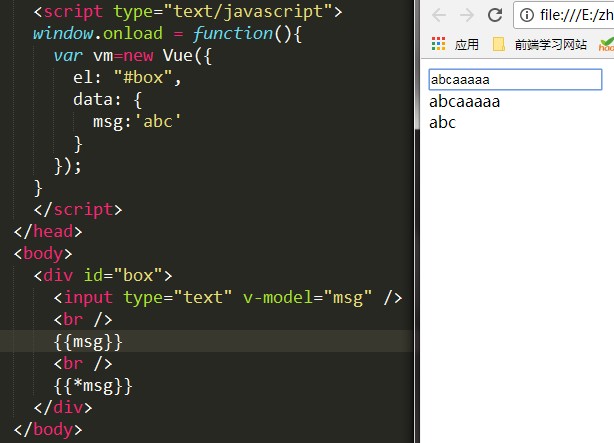 <script type="text/javascript">
window.onload = function(){
var vm=new Vue({
el: "#box",
data: {
msg:'abc'
}
});
}
</script>
</head>
<body>
<div id="box">
<input type="text" v-model="msg" />
<br />
{{msg}}
<br />
{{*msg}}
</div>
</body>
file:///E:/zh
应用
前端学习网站
abcaaaaa
abcaaaaa
abc